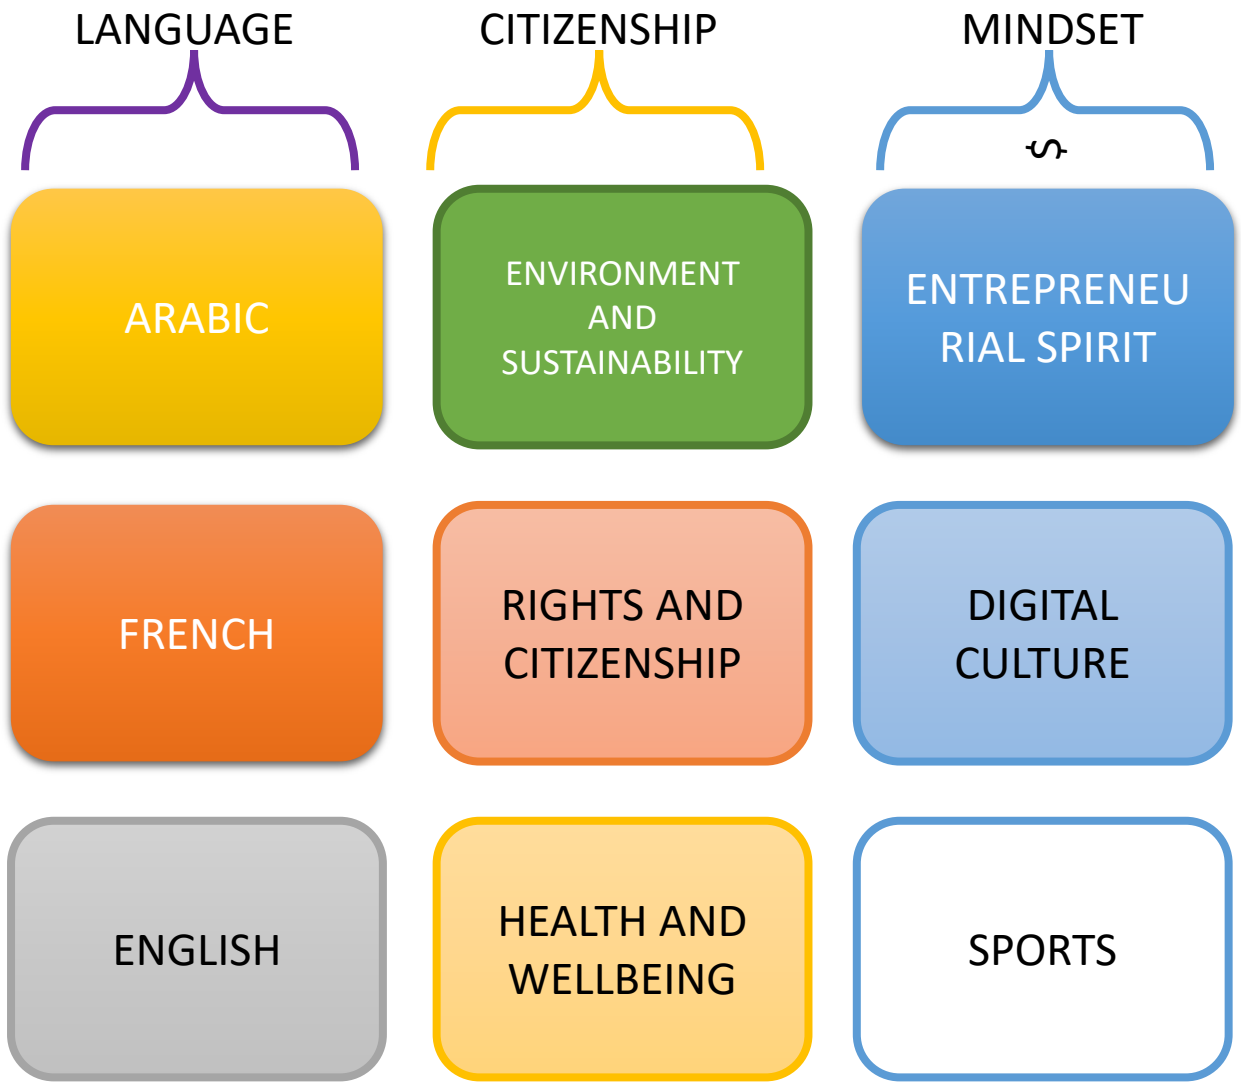 LANGUAGE
CITIZENSHIP
MINDSET
$
ARABIC
ENVIRONMENT
AND
SUSTAINABILITY
ENTREPRENEU
RIAL SPIRIT
FRENCH
RIGHTS AND
CITIZENSHIP
DIGITAL
CULTURE
ENGLISH
HEALTH AND
WELLBEING
SPORTS